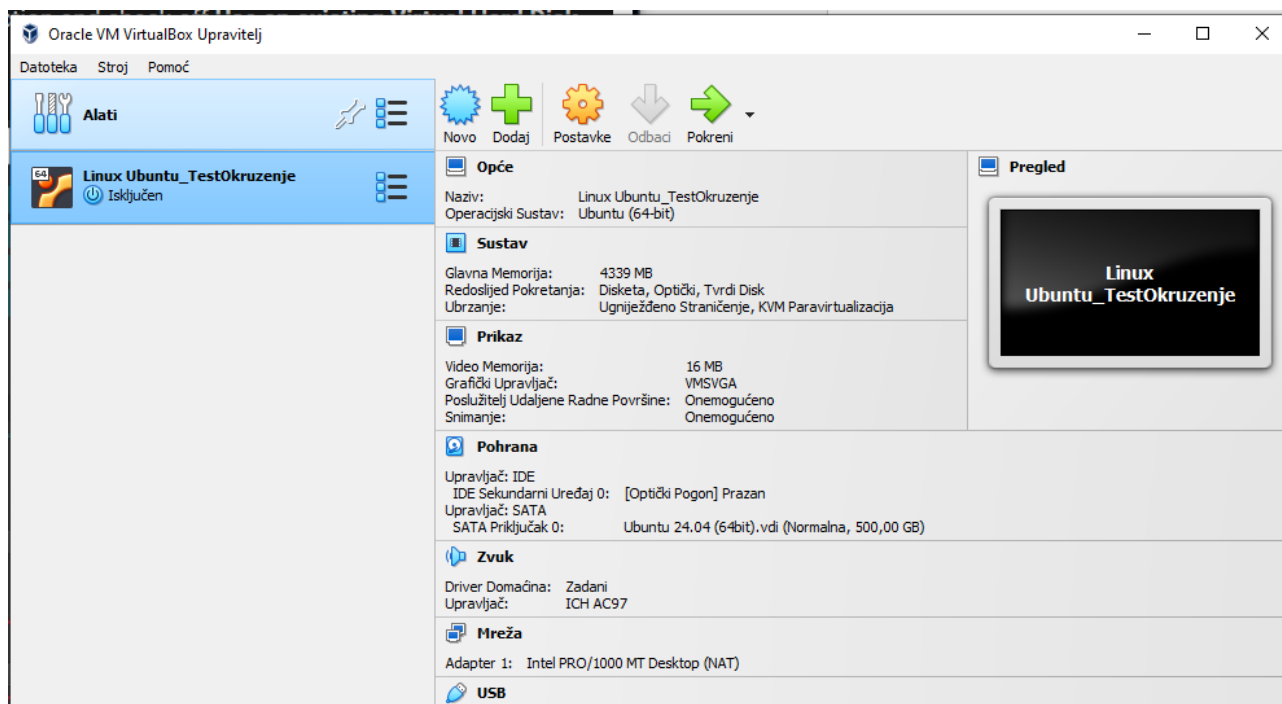 Oracle VM VirtualBox Upravitelj
Datoteka Stroj Pomoć
Alati
Novo Dodaj Postavke Odbaci Pokreni
64
Linux Ubuntu_TestOkruzenje
Isključen
Opće
Naziv: Linux Ubuntu_TestOkruzenje
Operacijski Sustav: Ubuntu (64-bit)
Sustav
Glavna Memorija: 4339 MB
Redoslijed Pokretanja: Disketa, Optički, Tvrdi Disk
Ubrzanje: Ugniježđeno Straničenje, KVM Paravirtualizacija
Prikaz
Video Memorija: 16 MB
Grafički Upravljač: VMSVGA
Poslužitelj Udaljene Radne Površine: Onemogućeno
Snimanje: Onemogućeno
Pregled
Linux
Ubuntu_TestOkruzenje
Pohrana
Upravljač: IDE
IDE Sekundarni Uređaj 0: [Optički Pogon] Prazan
Upravljač: SATA
SATA Priključak 0: Ubuntu 24.04 (64bit).vdi (Normalna, 500,00 GB)
Zvuk
Driver Domaćina: Zadani
Upravljač: ICH AC97
Mreža
Adapter 1: Intel PRO/1000 MT Desktop (NAT)
USB